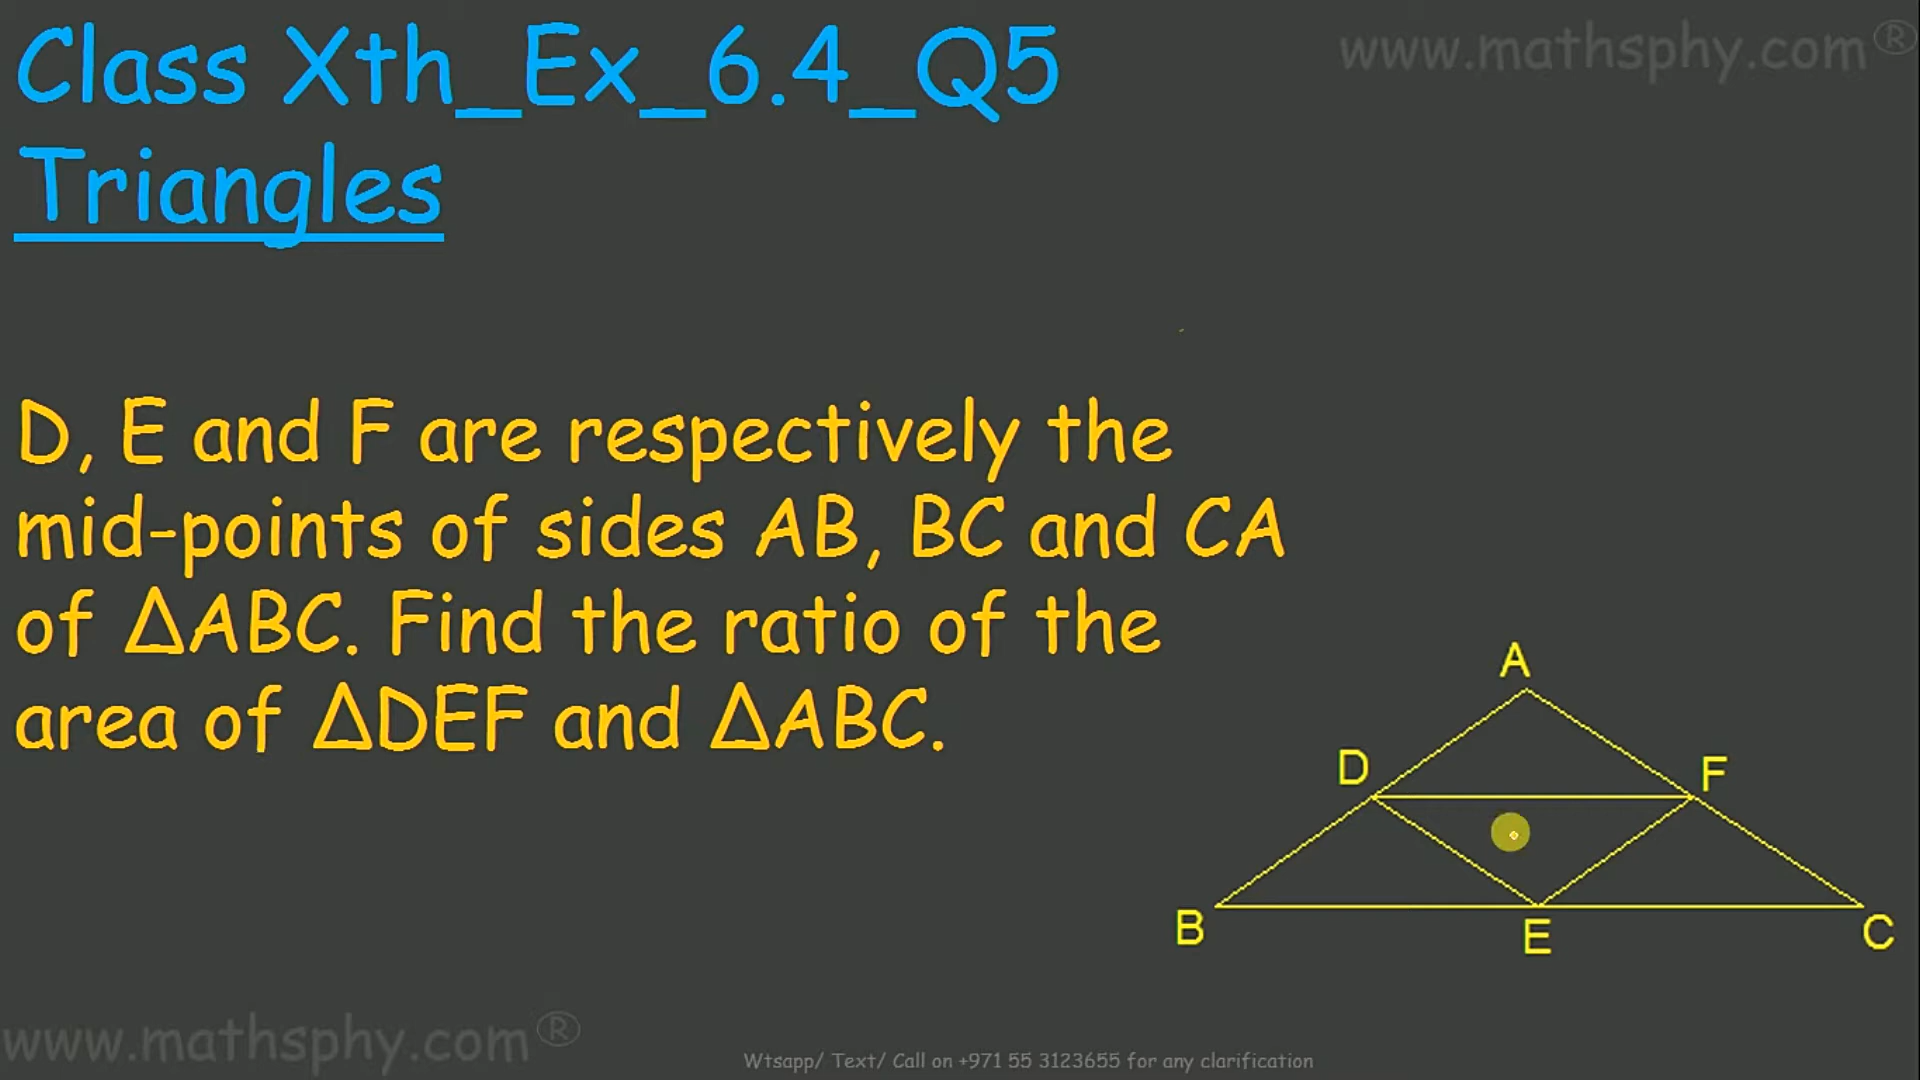 Class Xth_Ex_6.4_Q5
www.mathsphy.com®
Triangles
D, E and F are respectively the
mid-points of sides AB, BC and CA
of ΔABC. Find the ratio of the
area of ΔDEF and ΔABC.
A
D
F
B
E
C
www.mathsphy.com®
Wtsapp/ Text/ Call on +971 55 3123655 for any clarification